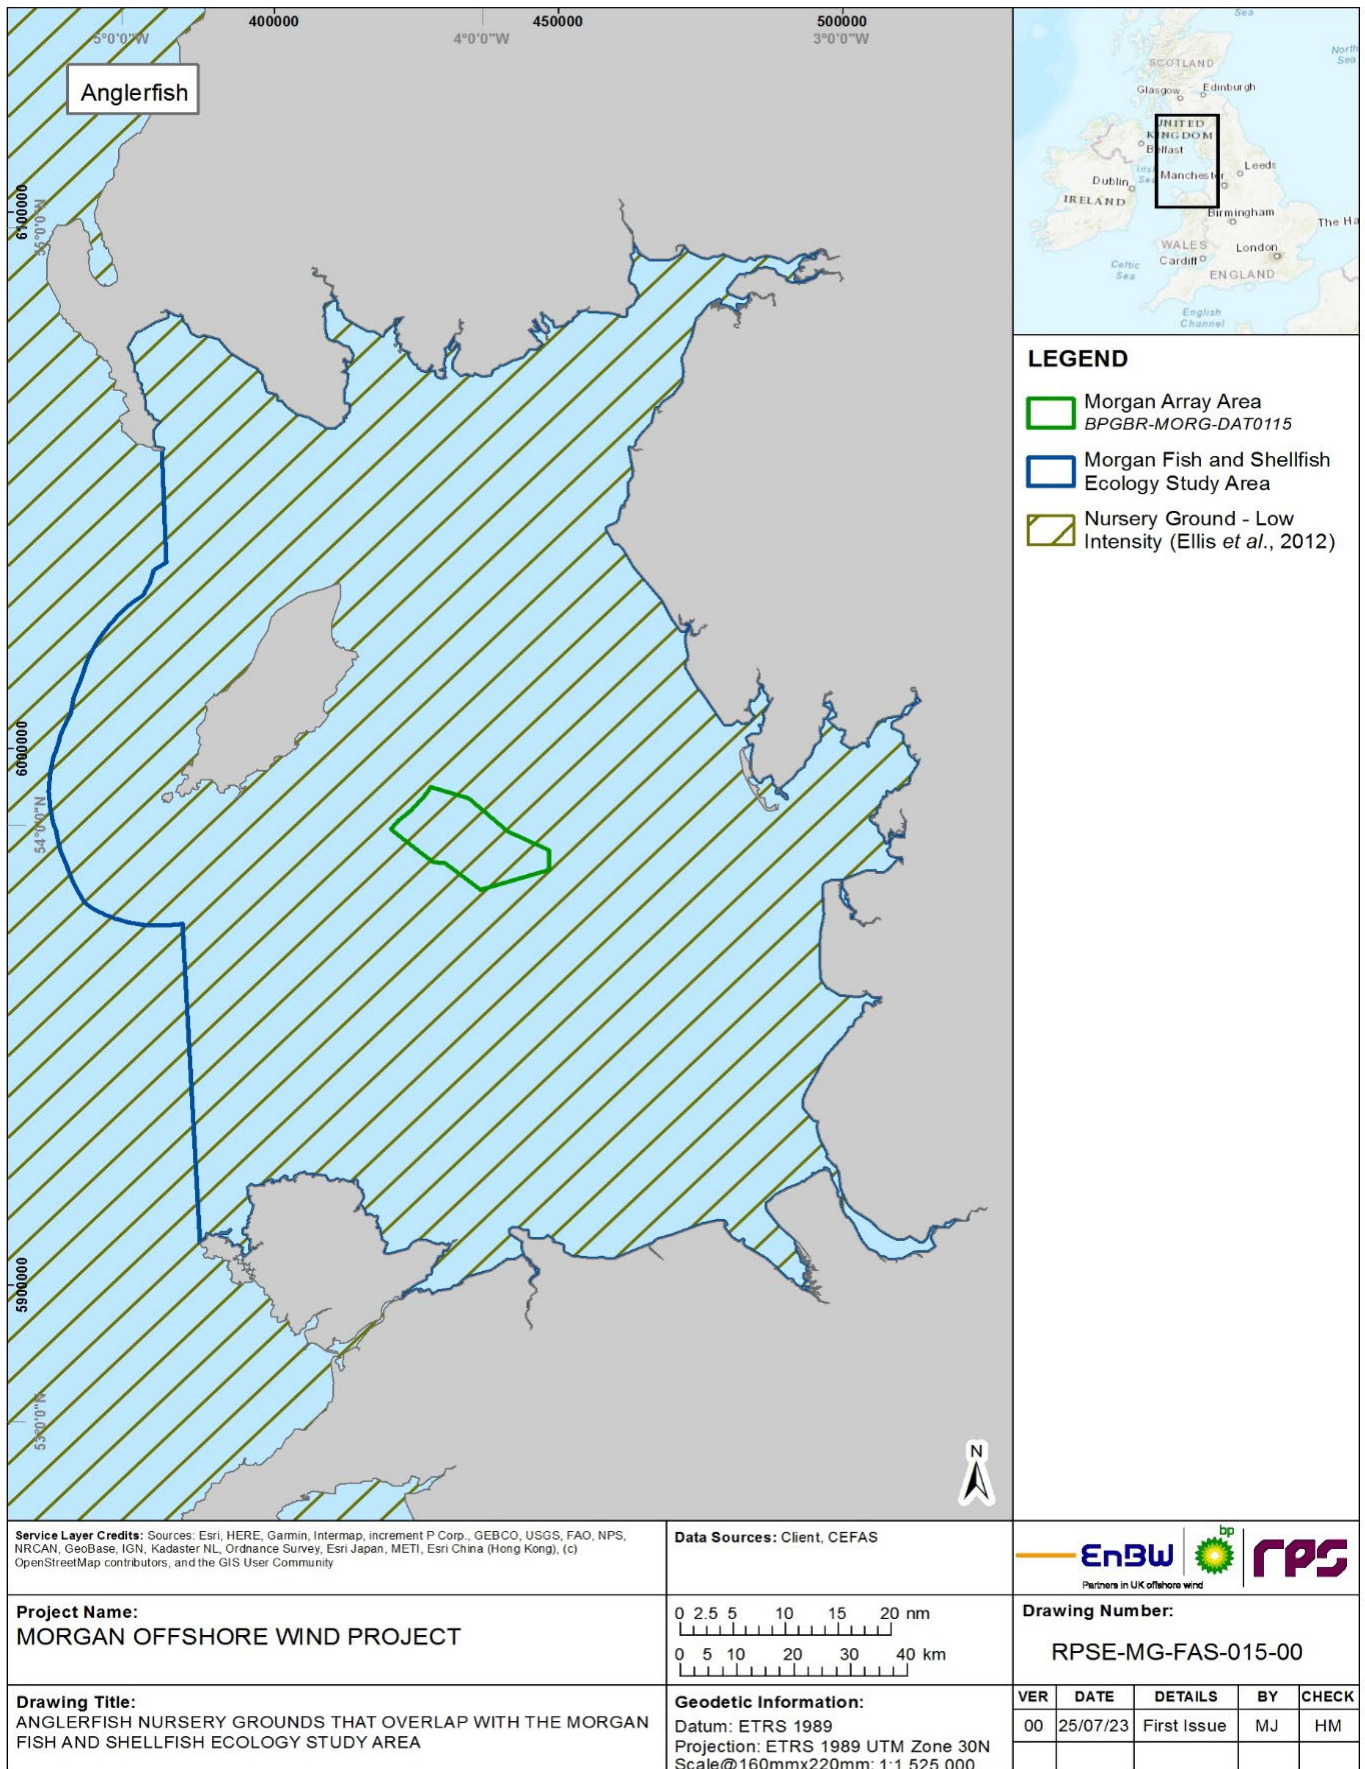 400000
450000
500000
5°0'0"W
4°0'0"W
3°0'0"W
Anglerfish
6100000
55°0'0"N
6000000
54°0'0"N
5900000
53°0'0"N
N
Sea
North
Sea
SCOTLAND
Glasgow
Edinburgh
UNITED
KINGDOM
Belfast
Irish
Sea
Leeds
Dublin
Manchester
IRELAND
Birmingham
The Ha
WALES
London
Cardiff
Celtic
Sea
ENGLAND
English
Channel
LEGEND
Morgan Array Area
BPGBR-MORG-DAT0115
Morgan Fish and Shellfish
Ecology Study Area
Nursery Ground - Low
Intensity (Ellis et al., 2012)
Service Layer Credits: Sources: Esri, HERE, Garmin, Intermap, increment P Corp., GEBCO, USGS, FAO, NPS,
NRCAN, GeoBase, IGN, Kadaster NL, Ordnance Survey, Esri Japan, METI, Esri China (Hong Kong), (c)
OpenStreetMap contributors, and the GIS User Community
Data Sources: Client, CEFAS
EnBW
bp
rps
Partners in UK offshore wind
Project Name:
MORGAN OFFSHORE WIND PROJECT
0 2.5 5 10 15 20 nm
0 5 10 20 30 40 km
Drawing Number:
RPSE-MG-FAS-015-00
Drawing Title:
ANGLERFISH NURSERY GROUNDS THAT OVERLAP WITH THE MORGAN
FISH AND SHELLFISH ECOLOGY STUDY AREA
Geodetic Information:
Datum: ETRS 1989
Projection: ETRS 1989 UTM Zone 30N
Scale@160mmx220mm: 1:1,525,000
VER DATE DETAILS BY CHECK
00 25/07/23 First Issue MJ HM